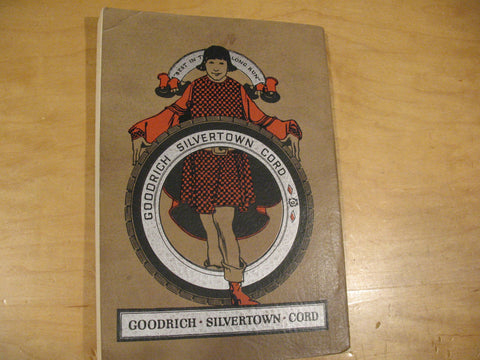 "BEST IN THE LONG RUN"
GOODRICH SILVERTOWN CORD
GOODRICH · SILVERTOWN · CORD